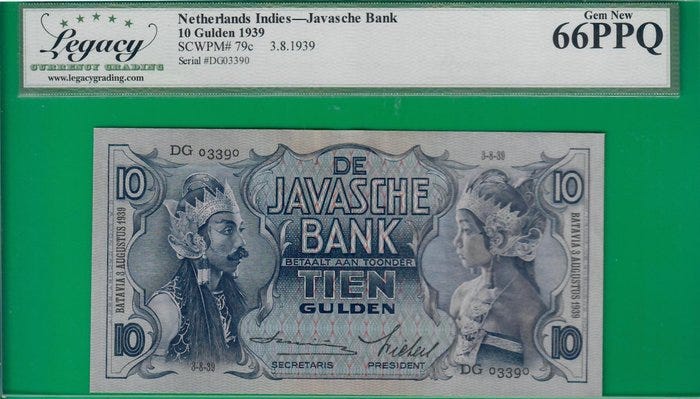 Legacy
CURRENCY GRADING
www.legacygrading.com
Netherlands Indies—Javasche Bank
10 Gulden 1939
SCWPM# 79c 3.8.1939
Serial #DG03390
Gem New
66PPQ
DG 03390
3-8-39
10
10
DE
JAVASCHE
BANK
BETAALT AAN TOONDER
TIEN
GULDEN
BATAVIA 3 AUGUSTUS 1939
BATAVIA 3 AUGUSTUS 1939
10
10
3-8-39
SECRETARIS
PRESIDENT
DG 03390